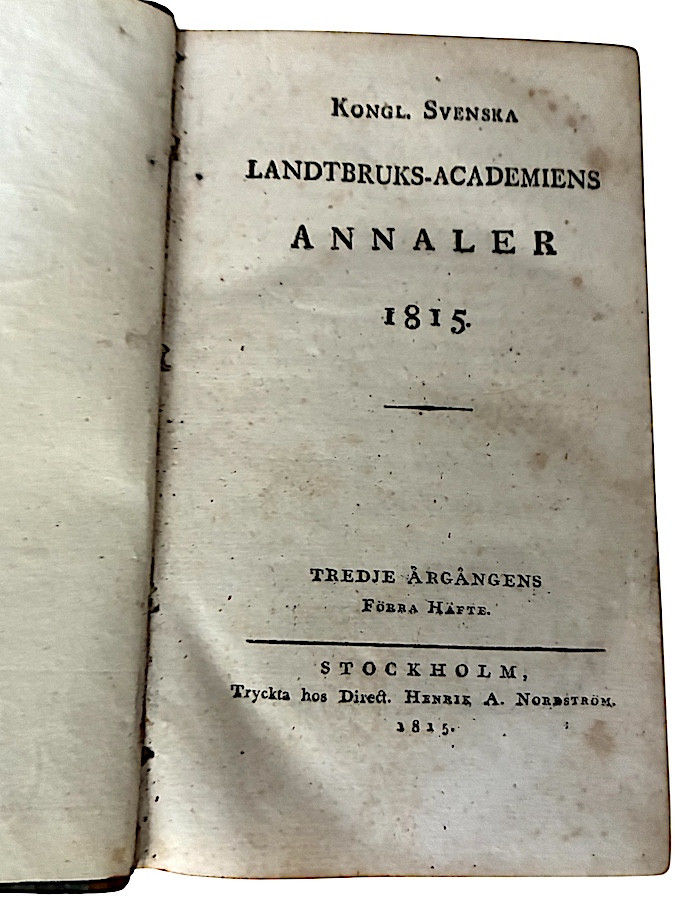 KONGL. SVENSKA
LANDTBRUKS-ACADEMIENS
ANNALER
1815.
TREDJE ÅRGÅNGENS
FÖRRA HÄFTE.
STOCKHOLM,
Tryckta hos Direct. HENRIK A. NORDSTRÖM.
1815.